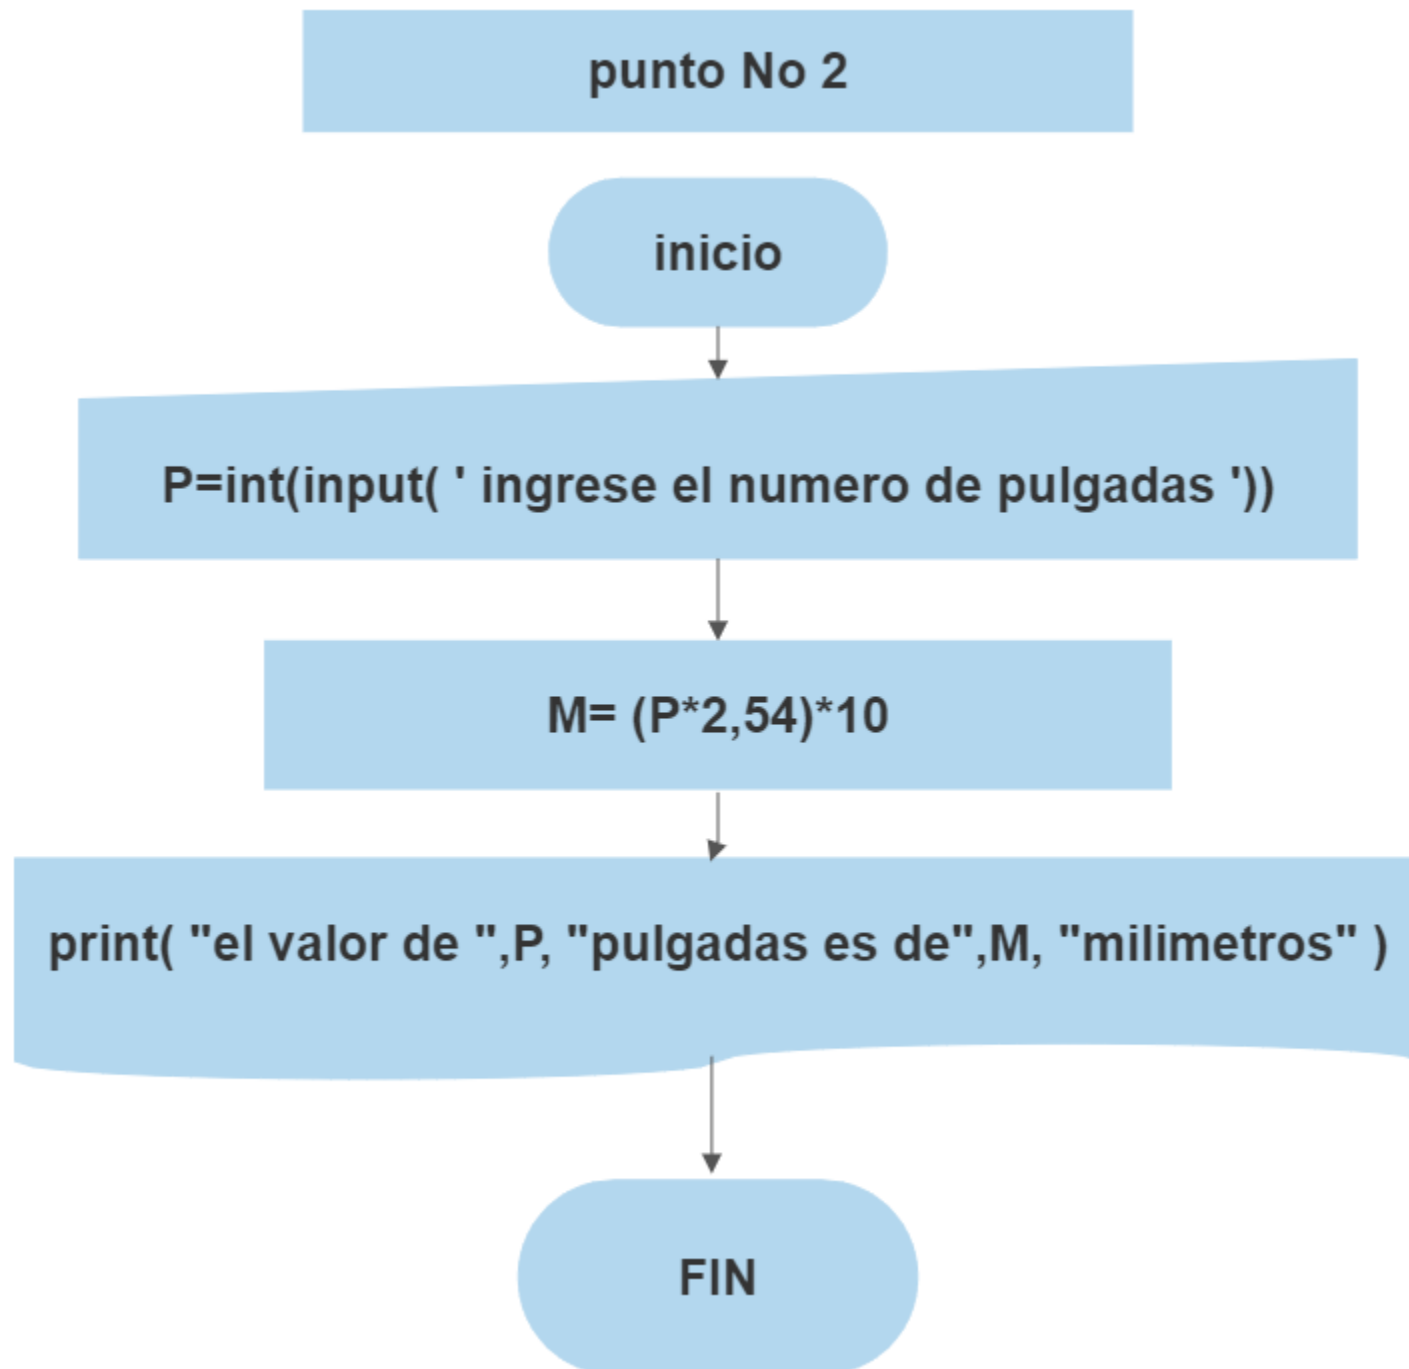 punto No 2
inicio
P=int(input( ' ingrese el numero de pulgadas '))
M= (P*2,54)*10
print( "el valor de ",P, "pulgadas es de",M, "milimetros" )
FIN